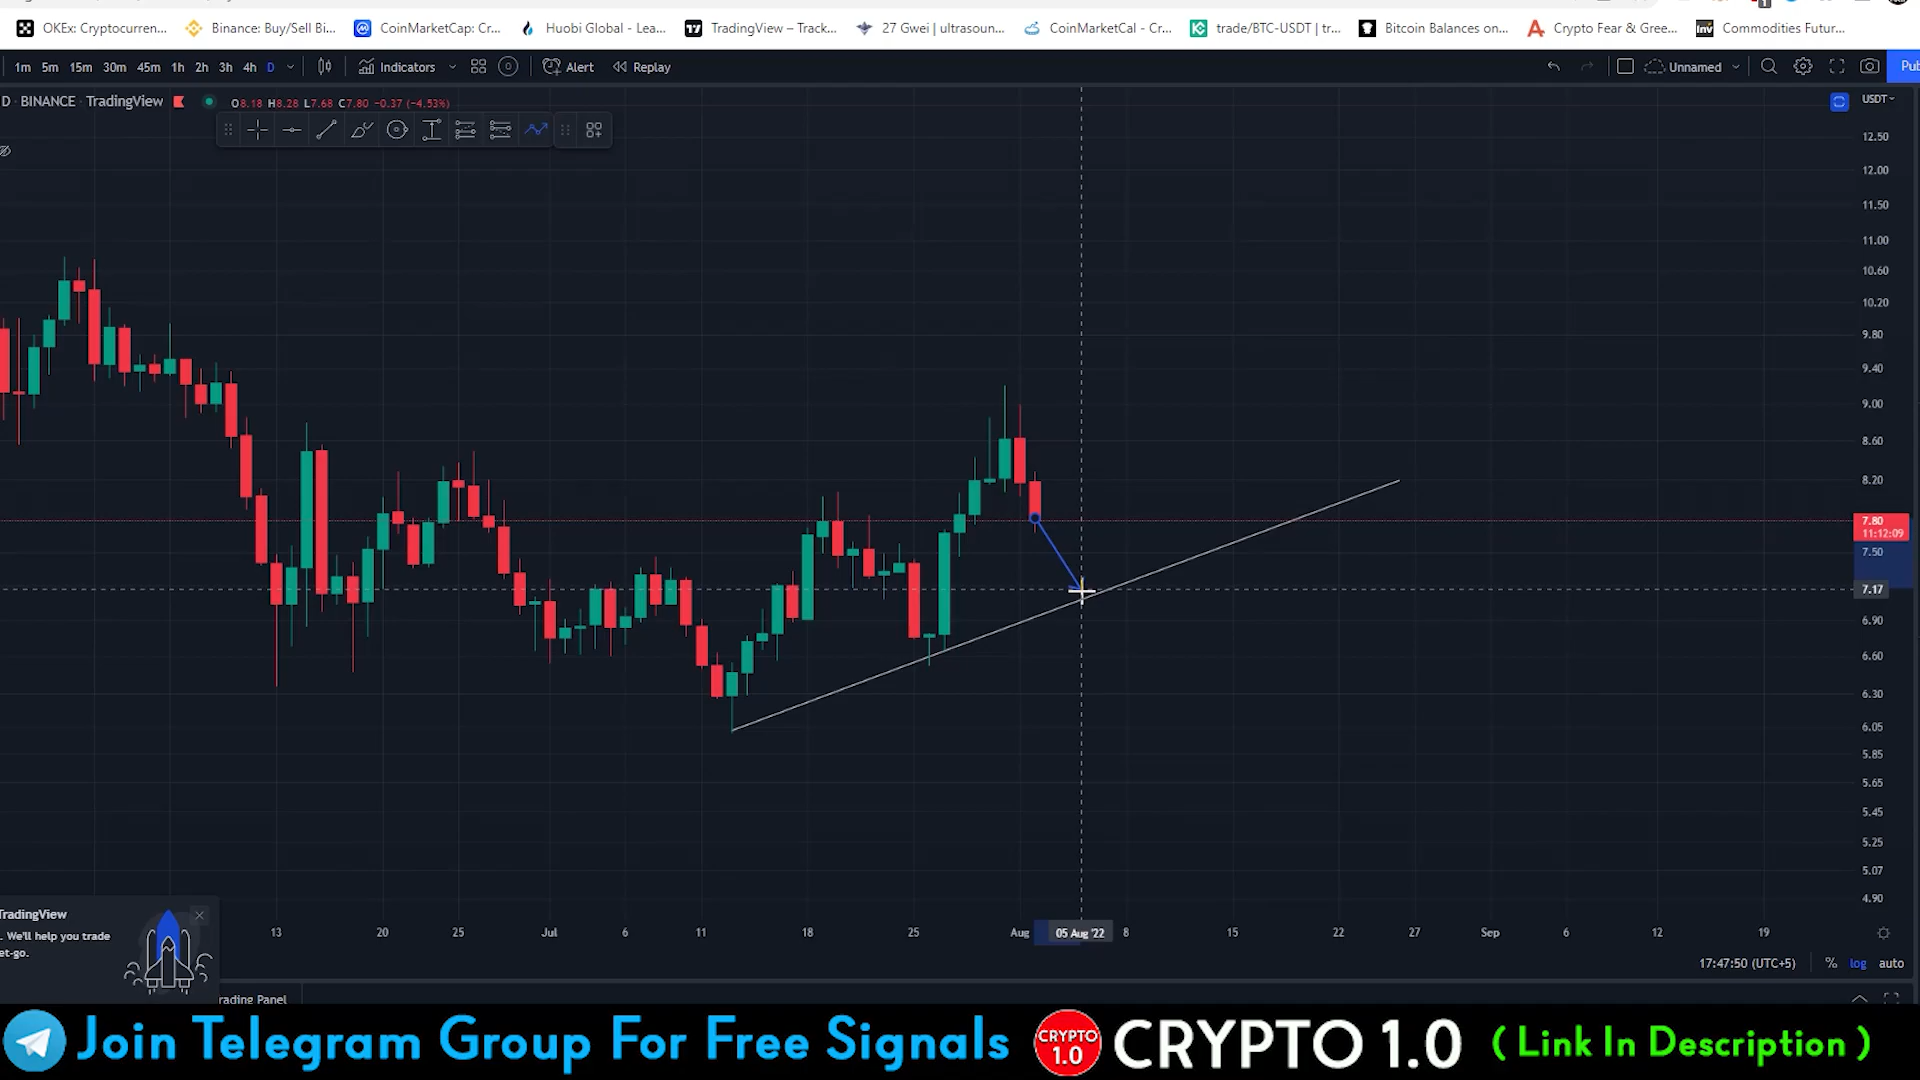 OKEx: Cryptocurren... Binance: Buy/Sell Bi... CoinMarketCap: Cr... Huobi Global - Lea... TradingView – Track... 27 Gwei | ultrasoun... CoinMarketCal - Cr... trade/BTC-USDT | tr... Bitcoin Balances on... Crypto Fear & Gree... Commodities Futur...
1m 5m 15m 30m 45m 1h 2h 3h 4h D Indicators Alert Replay Unnamed Pub
D · BINANCE · TradingView O8.18 H8.28 L7.68 C7.80 −0.37 (−4.53%) USDT
12.50
12.00
11.50
11.00
10.60
10.20
9.80
9.40
9.00
8.60
8.20
7.80
11:12:09
7.50
7.17
6.90
6.60
6.30
6.05
5.85
5.65
5.45
5.25
5.07
4.90
13 20 25 Jul 6 11 18 25 Aug 05 Aug '22 8 15 22 27 Sep 6 12 19
TradingView
. We'll help you trade
et-go.
17:47:50 (UTC+5) % log auto
rading Panel
Join Telegram Group For Free Signals CRYPTO 1.0 CRYPTO 1.0 ( Link In Description )